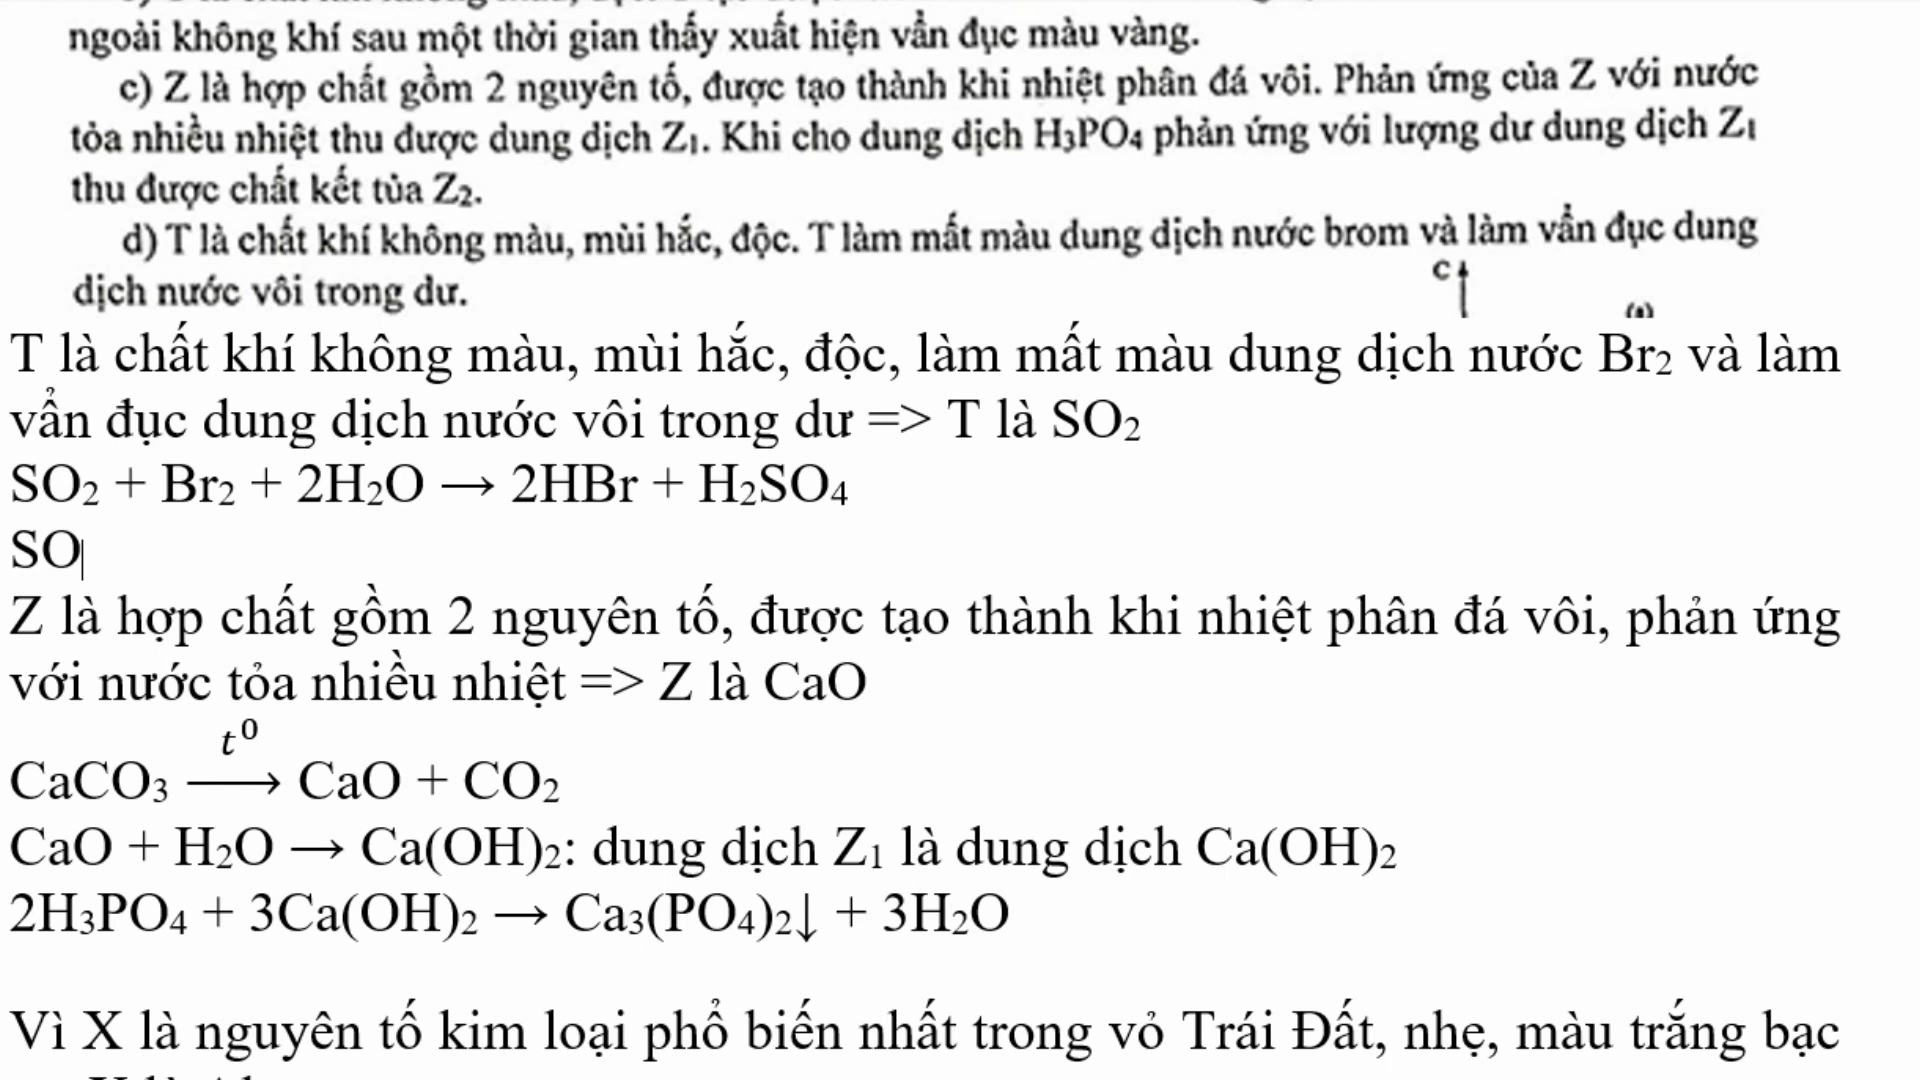 ngoài không khí sau một thời gian thấy xuất hiện vẩn đục màu vàng.
c) Z là hợp chất gồm 2 nguyên tố, được tạo thành khi nhiệt phân đá vôi. Phản ứng của Z với nước
tỏa nhiều nhiệt thu được dung dịch Z₁. Khi cho dung dịch H₃PO₄ phản ứng với lượng dư dung dịch Z₁
thu được chất kết tủa Z₂.
d) T là chất khí không màu, mùi hắc, độc. T làm mất màu dung dịch nước brom và làm vẩn đục dung
dịch nước vôi trong dư.
C
T là chất khí không màu, mùi hắc, độc, làm mất màu dung dịch nước Br₂ và làm
vẩn đục dung dịch nước vôi trong dư => T là SO₂
SO₂ + Br₂ + 2H₂O → 2HBr + H₂SO₄
SO
Z là hợp chất gồm 2 nguyên tố, được tạo thành khi nhiệt phân đá vôi, phản ứng
với nước tỏa nhiều nhiệt => Z là CaO
t⁰
CaCO₃ ⟶ CaO + CO₂
CaO + H₂O → Ca(OH)₂: dung dịch Z₁ là dung dịch Ca(OH)₂
2H₃PO₄ + 3Ca(OH)₂ → Ca₃(PO₄)₂↓ + 3H₂O
Vì X là nguyên tố kim loại phổ biến nhất trong vỏ Trái Đất, nhẹ, màu trắng bạc